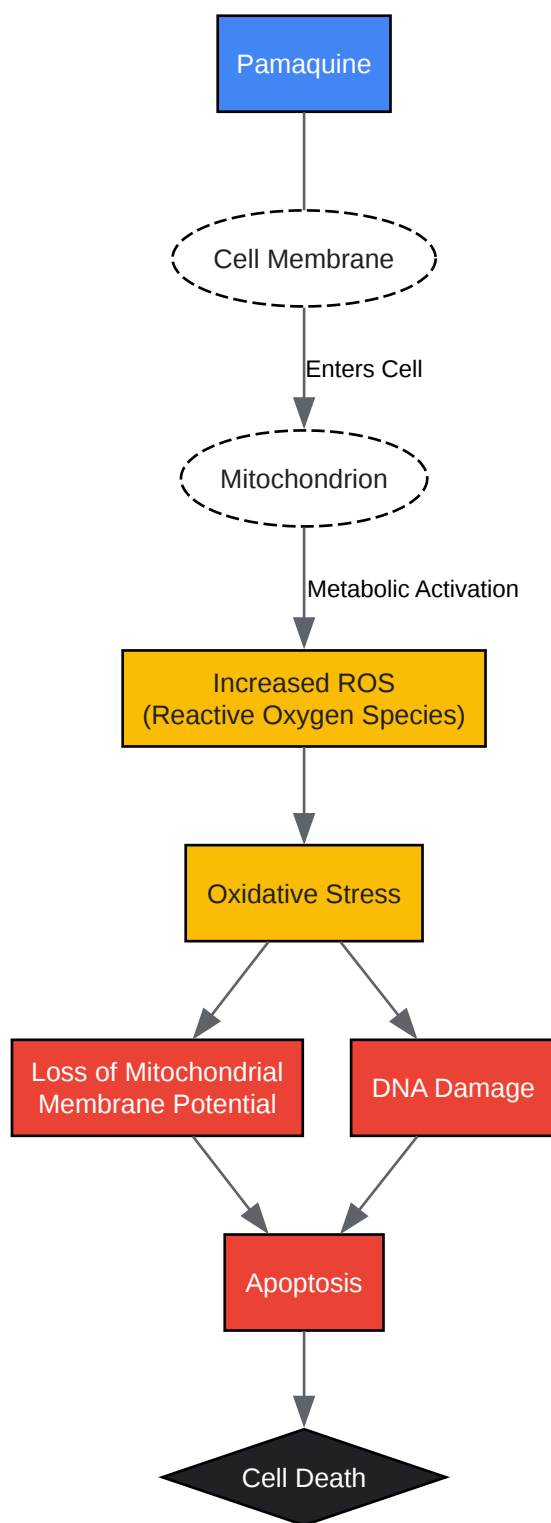 Pamaquine
Cell Membrane
Enters Cell
Mitochondrion
Metabolic Activation
Increased ROS
(Reactive Oxygen Species)
Oxidative Stress
Loss of Mitochondrial
Membrane Potential
DNA Damage
Apoptosis
Cell Death